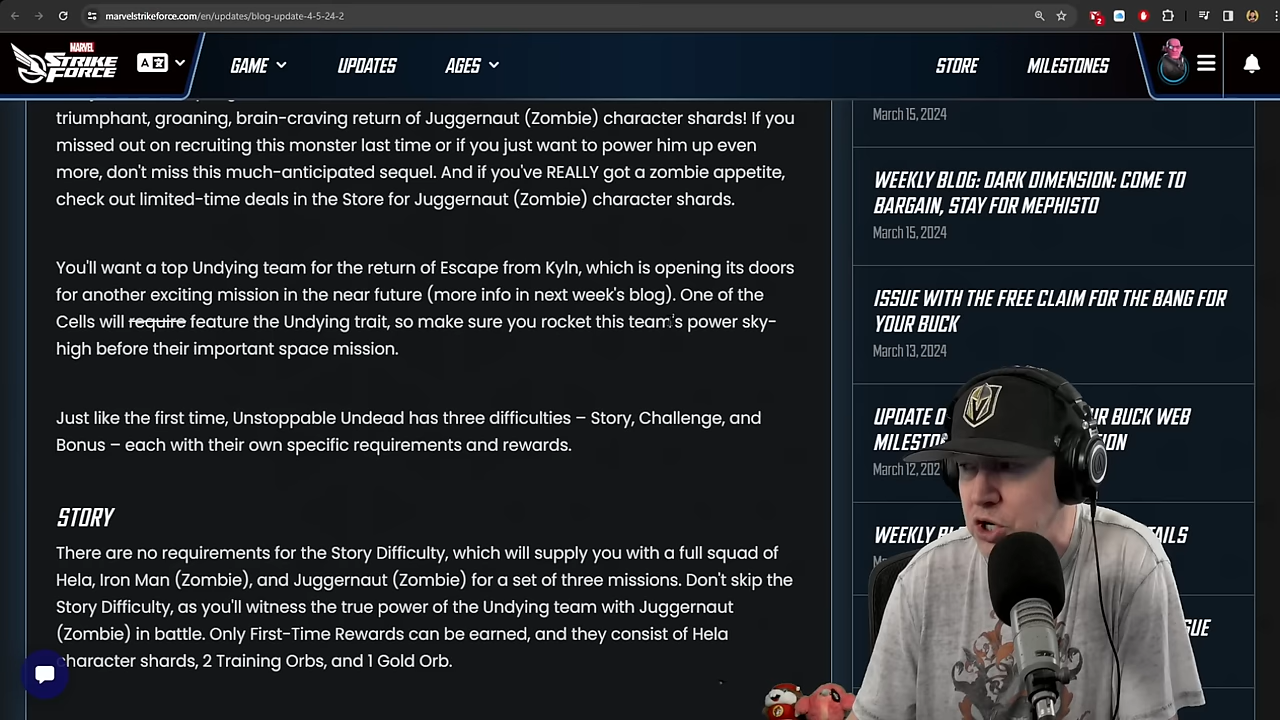 marvelstrikeforce.com/en/updates/blog-update-4-5-24-2
2
MARVEL
STRIKE
FORCE
A
GAME
UPDATES
AGES
STORE
MILESTONES
triumphant, groaning, brain-craving return of Juggernaut (Zombie) character shards! If you
missed out on recruiting this monster last time or if you just want to power him up even
more, don't miss this much-anticipated sequel. And if you've REALLY got a zombie appetite,
check out limited-time deals in the Store for Juggernaut (Zombie) character shards.
You'll want a top Undying team for the return of Escape from Kyln, which is opening its doors
for another exciting mission in the near future (more info in next week's blog). One of the
Cells will require feature the Undying trait, so make sure you rocket this team's power sky-
high before their important space mission.
Just like the first time, Unstoppable Undead has three difficulties – Story, Challenge, and
Bonus – each with their own specific requirements and rewards.
STORY
There are no requirements for the Story Difficulty, which will supply you with a full squad of
Hela, Iron Man (Zombie), and Juggernaut (Zombie) for a set of three missions. Don't skip the
Story Difficulty, as you'll witness the true power of the Undying team with Juggernaut
(Zombie) in battle. Only First-Time Rewards can be earned, and they consist of Hela
character shards, 2 Training Orbs, and 1 Gold Orb.
March 15, 2024
WEEKLY BLOG: DARK DIMENSION: COME TO
BARGAIN, STAY FOR MEPHISTO
March 15, 2024
ISSUE WITH THE FREE CLAIM FOR THE BANG FOR
YOUR BUCK
March 13, 2024
UPDATE BUCK WEB
March 12, 202
WEEKLY